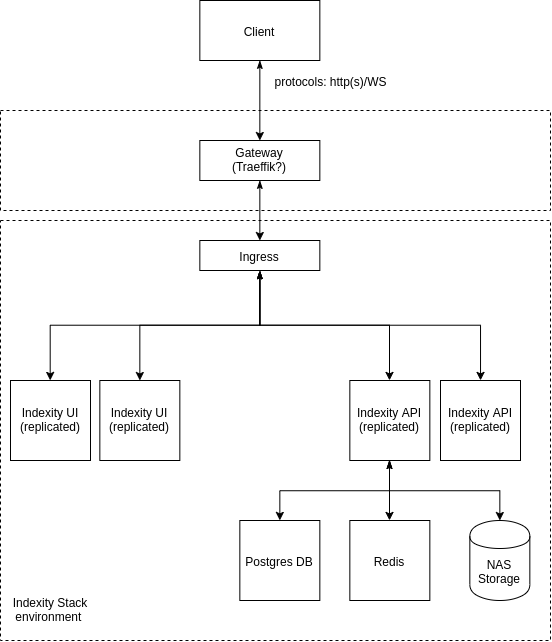 Client
protocols: http(s)/WS
Gateway
(Traeffik?)
Ingress
Indexity UI
(replicated)
Indexity UI
(replicated)
Indexity API
(replicated)
Indexity API
(replicated)
Postgres DB
Redis
NAS
Storage
Indexity Stack
environment